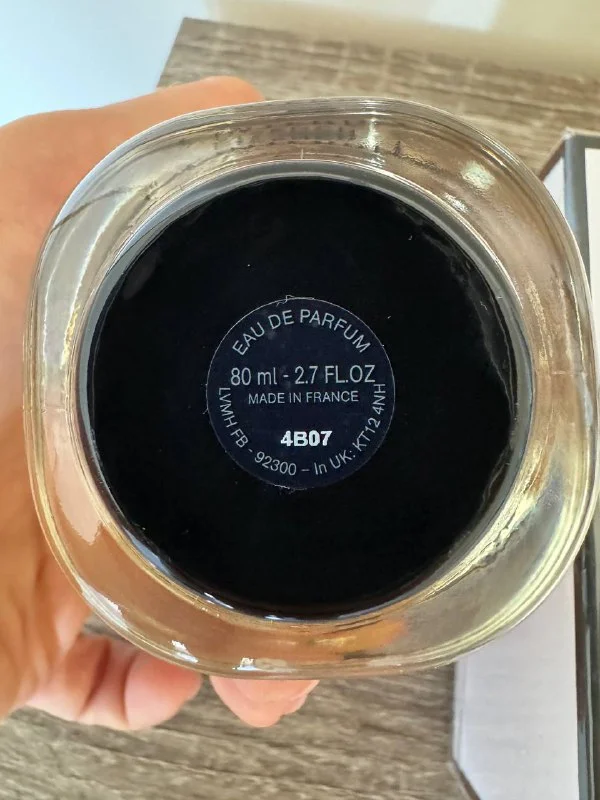 EAU DE PARFUM
80 ml - 2.7 FL.OZ
MADE IN FRANCE
4B07
LVMH FB - 92300 - In UK: KT12 4NH